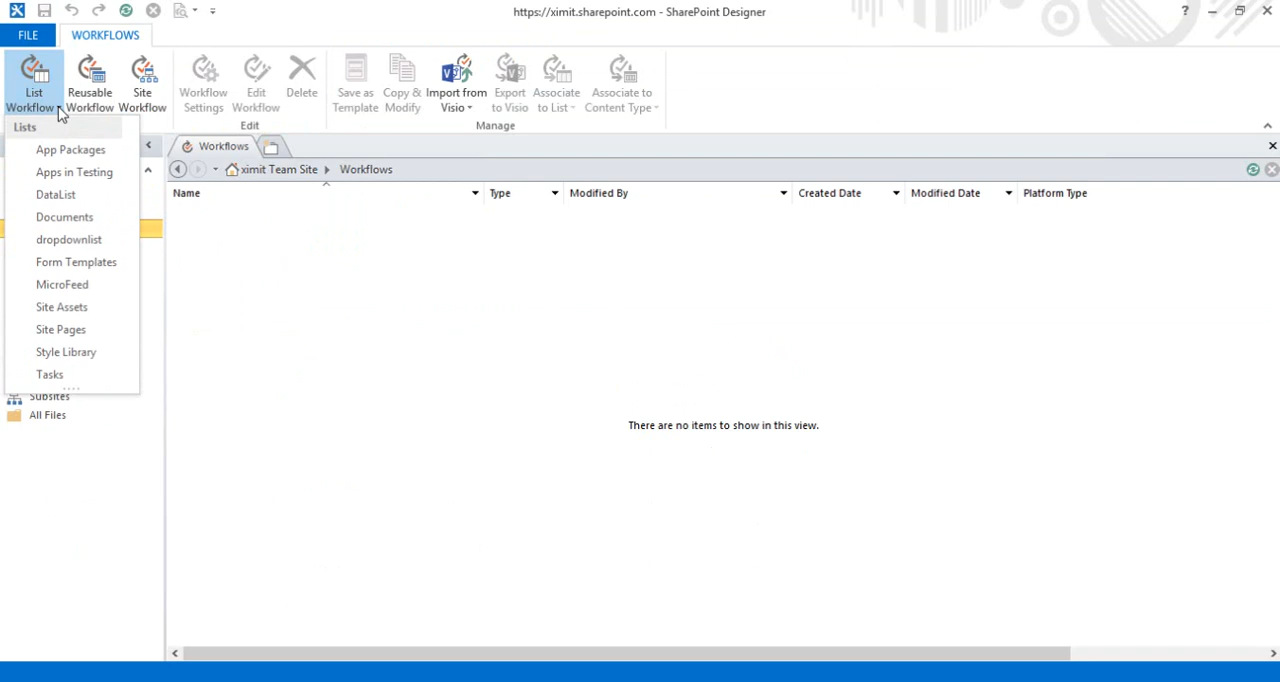 https://ximit.sharepoint.com - SharePoint Designer
?
FILE
WORKFLOWS
List Workflow
Reusable Workflow
Site Workflow
Workflow Settings
Edit Workflow
Delete
Save as Template
Copy & Modify
Import from Visio
Export to Visio
Associate to List
Associate to Content Type
Edit
Manage
Lists
App Packages
Apps in Testing
DataList
Documents
dropdownlist
Form Templates
MicroFeed
Site Assets
Site Pages
Style Library
Tasks
Subsites
All Files
Workflows
ximit Team Site
Workflows
Name
Type
Modified By
Created Date
Modified Date
Platform Type
There are no items to show in this view.